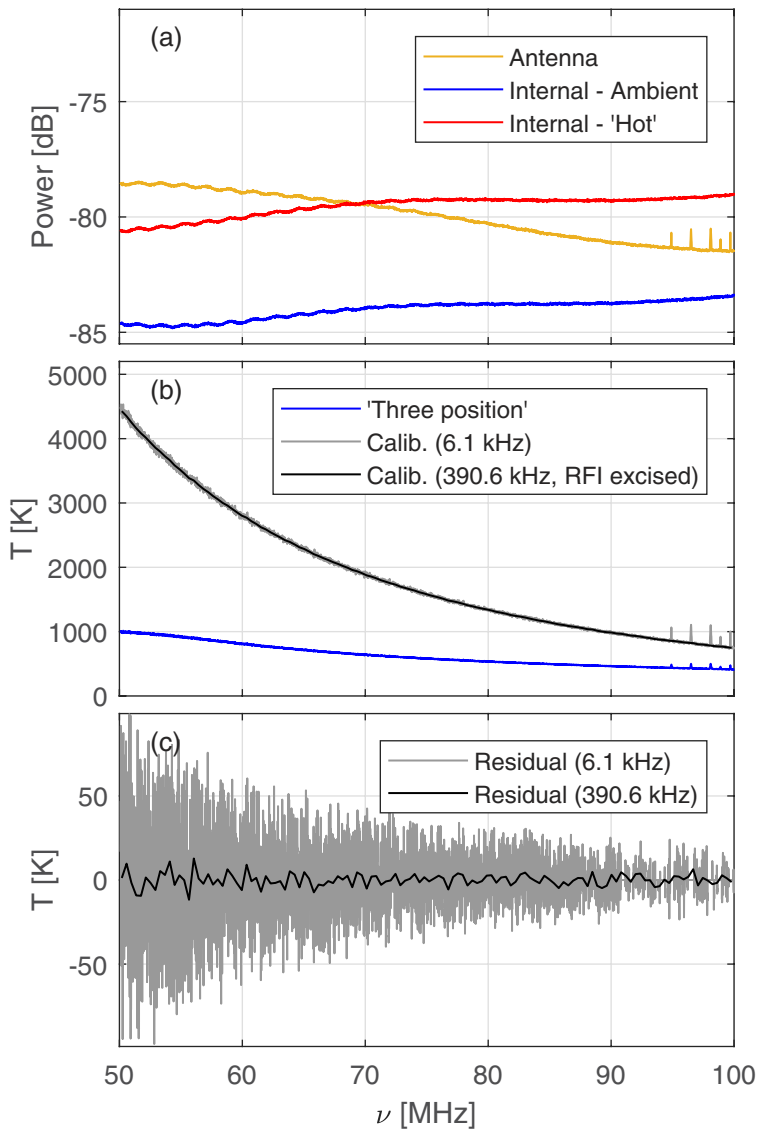 (a)
Antenna
Internal - Ambient
Internal - 'Hot'
-75
-80
-85
Power [dB]
(b)
'Three position'
Calib. (6.1 kHz)
Calib. (390.6 kHz, RFI excised)
5000
4000
3000
2000
1000
0
T [K]
(c)
Residual (6.1 kHz)
Residual (390.6 kHz)
50
0
-50
T [K]
50 60 70 80 90 100
ν [MHz]